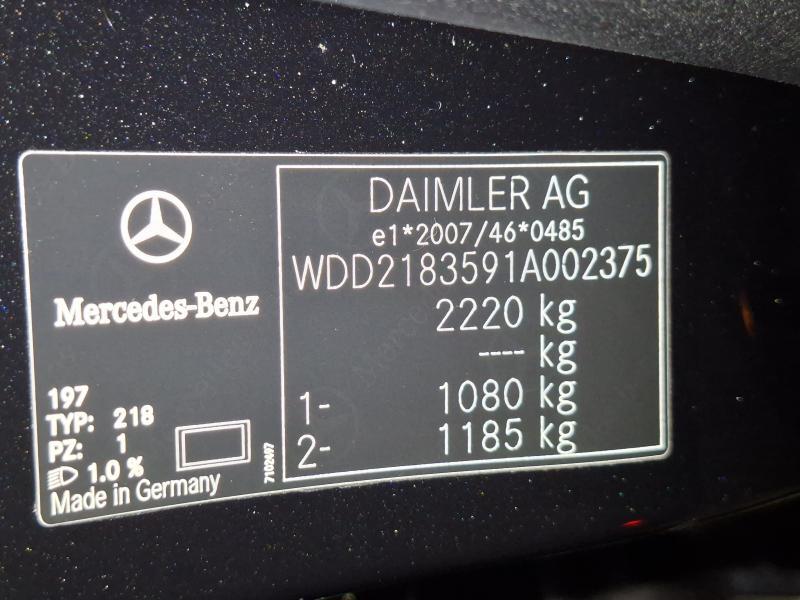 Mercedes-Benz
197
TYP: 218
PZ: 1
1.0 %
Made in Germany
7102497
DAIMLER AG
e1*2007/46*0485
WDD2183591A002375
2220 kg
---- kg
1- 1080 kg
2- 1185 kg